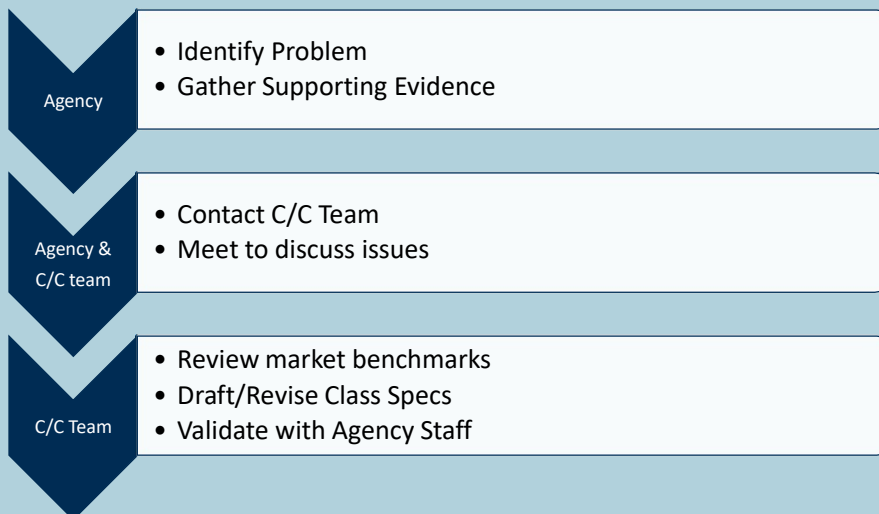 Agency
• Identify Problem
• Gather Supporting Evidence
Agency &
C/C team
• Contact C/C Team
• Meet to discuss issues
C/C Team
• Review market benchmarks
• Draft/Revise Class Specs
• Validate with Agency Staff